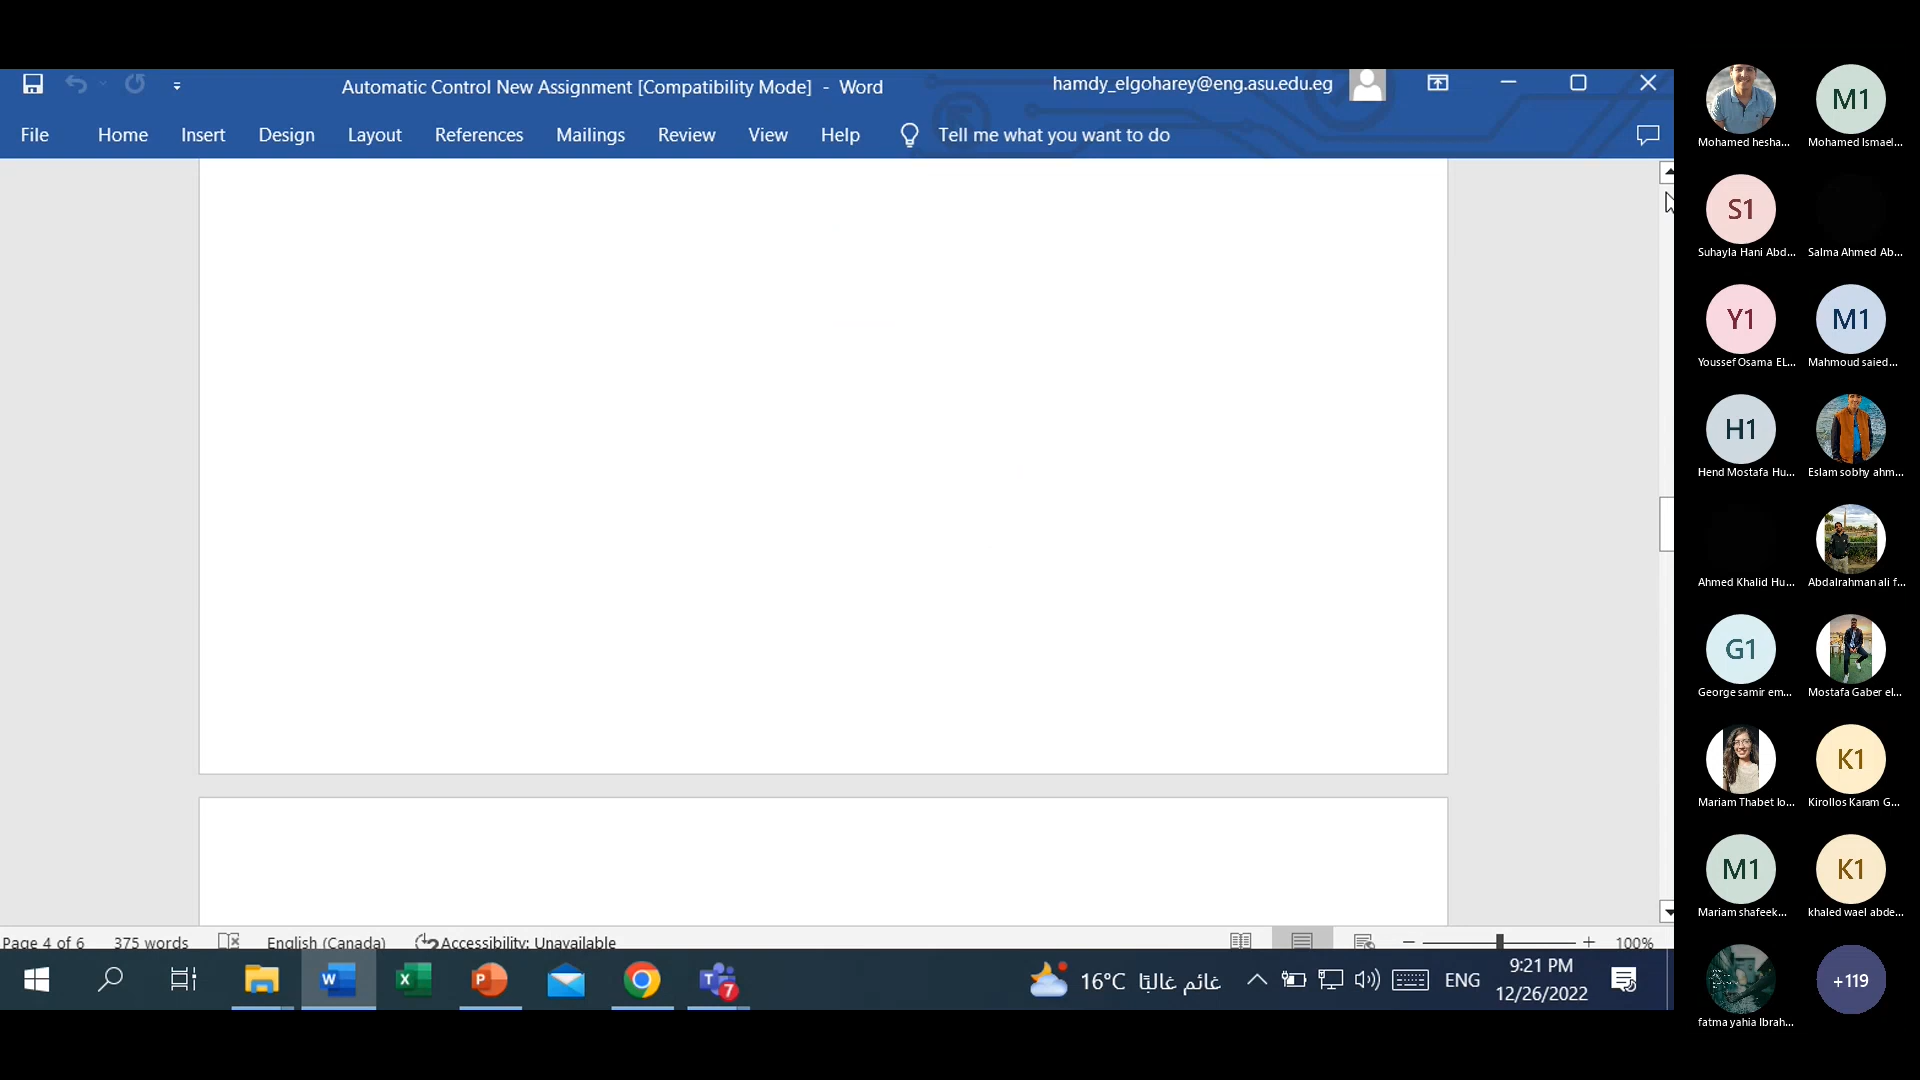 Automatic Control New Assignment [Compatibility Mode] - Word
hamdy_elgoharey@eng.asu.edu.eg
File Home Insert Design Layout References Mailings Review View Help Tell me what you want to do
Page 4 of 6 375 words English (Canada) Accessibility: Unavailable 100%
7
16°C غائم غالبًا
ENG
9:21 PM
12/26/2022
M1
Mohamed hesha... Mohamed Ismael...
S1
Suhayla Hani Abd... Salma Ahmed Ab...
Y1 M1
Youssef Osama EL... Mahmoud saied...
H1
Hend Mostafa Hu... Eslam sobhy ahm...
Ahmed Khalid Hu... Abdalrahman ali f...
G1
George samir em... Mostafa Gaber el...
K1
Mariam Thabet lo... Kirollos Karam G...
M1 K1
Mariam shafeek... khaled wael abde...
+119
fatma yahia Ibrah...